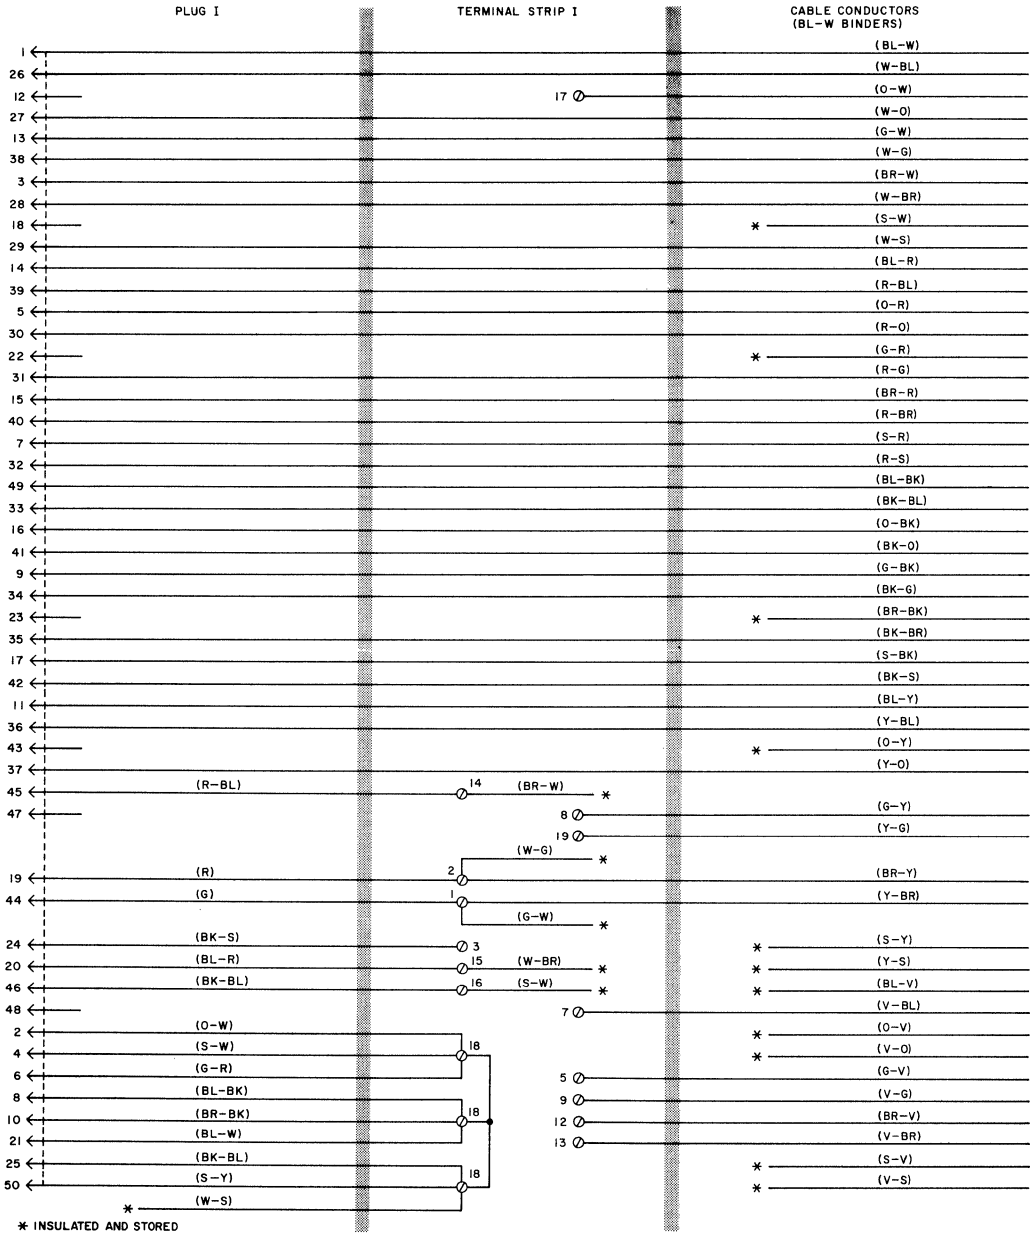 PLUG I TERMINAL STRIP I CABLE CONDUCTORS
(BL-W BINDERS)
1 (BL-W)
26 (W-BL)
12 17 (O-W)
27 (W-O)
13 (G-W)
38 (W-G)
3 (BR-W)
28 (W-BR)
18 * (S-W)
29 (W-S)
14 (BL-R)
39 (R-BL)
5 (O-R)
30 (R-O)
22 * (G-R)
31 (R-G)
15 (BR-R)
40 (R-BR)
7 (S-R)
32 (R-S)
49 (BL-BK)
33 (BK-BL)
16 (O-BK)
41 (BK-O)
9 (G-BK)
34 (BK-G)
23 * (BR-BK)
35 (BK-BR)
17 (S-BK)
42 (BK-S)
11 (BL-Y)
36 (Y-BL)
43 * (O-Y)
37 (Y-O)
45 (R-BL) 14 (BR-W) *
47 8 (G-Y)
19 (Y-G)
(W-G) *
19 (R) 2 (BR-Y)
44 (G) 1 (Y-BR)
(G-W) *
24 (BK-S) 3 * (S-Y)
20 (BL-R) 15 (W-BR) * * (Y-S)
46 (BK-BL) 16 (S-W) * * (BL-V)
48 7 (V-BL)
2 (O-W) * (O-V)
4 (S-W) 18 * (V-O)
6 (G-R) 5 (G-V)
8 (BL-BK) 9 (V-G)
10 (BR-BK) 18 12 (BR-V)
21 (BL-W) 13 (V-BR)
25 (BK-BL) * (S-V)
50 (S-Y) 18 * (V-S)
* (W-S)
* INSULATED AND STORED